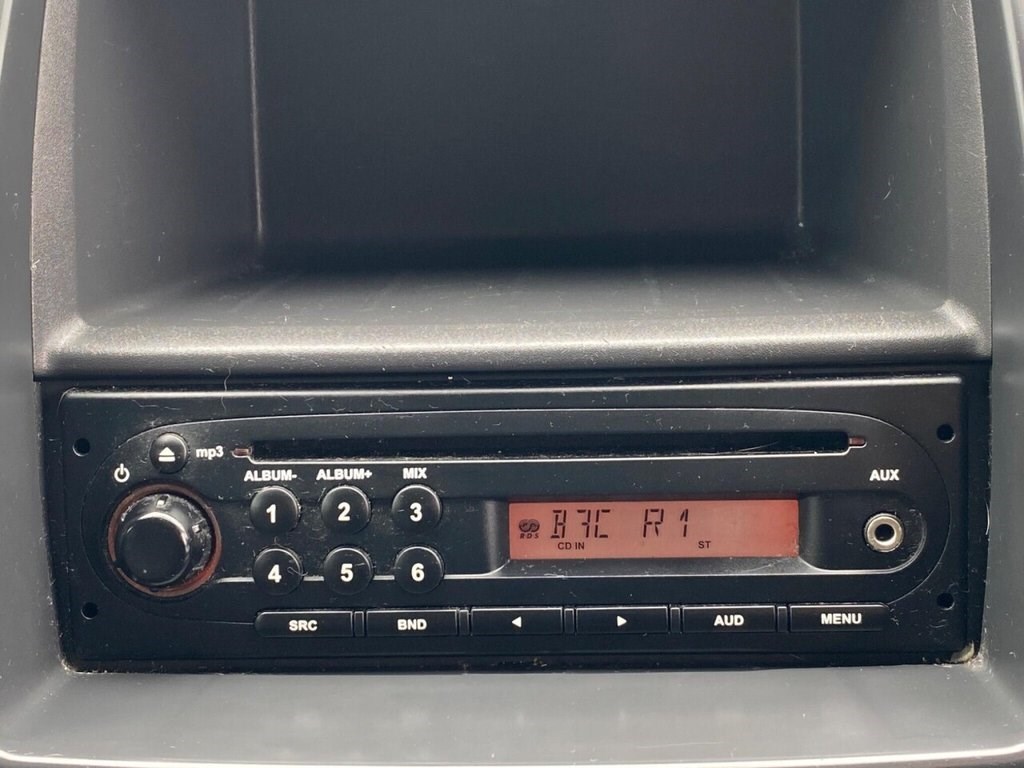 mp3
ALBUM- ALBUM+ MIX
AUX
1 2 3
RDS R1
CD IN ST
4 5 6
SRC BND AUD MENU